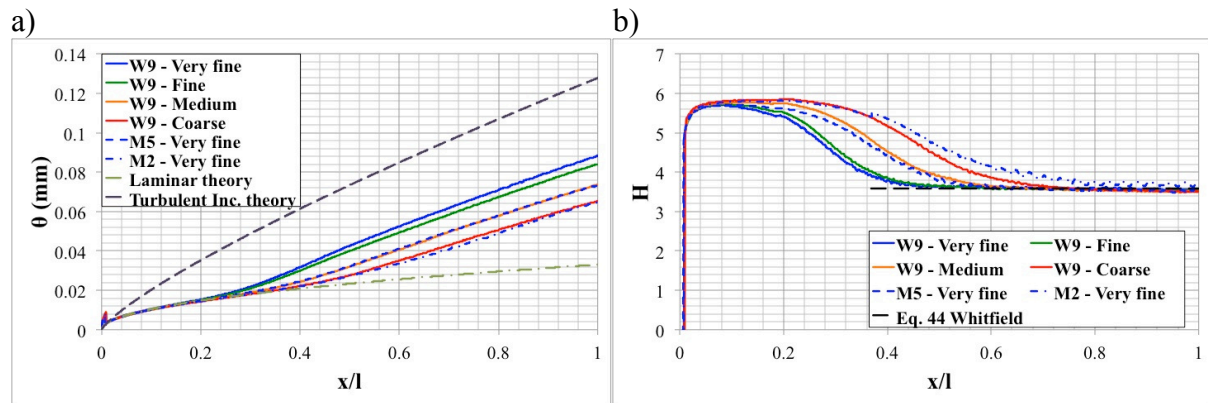 a)
θ (mm)
0.14
0.12
0.1
0.08
0.06
0.04
0.02
0
W9 - Very fine
W9 - Fine
W9 - Medium
W9 - Coarse
M5 - Very fine
M2 - Very fine
Laminar theory
Turbulent Inc. theory
0 0.2 0.4 0.6 0.8 1
x/l
b)
H
7
6
5
4
3
2
1
0
W9 - Very fine W9 - Fine
W9 - Medium W9 - Coarse
M5 - Very fine M2 - Very fine
Eq. 44 Whitfield
0 0.2 0.4 0.6 0.8 1
x/l